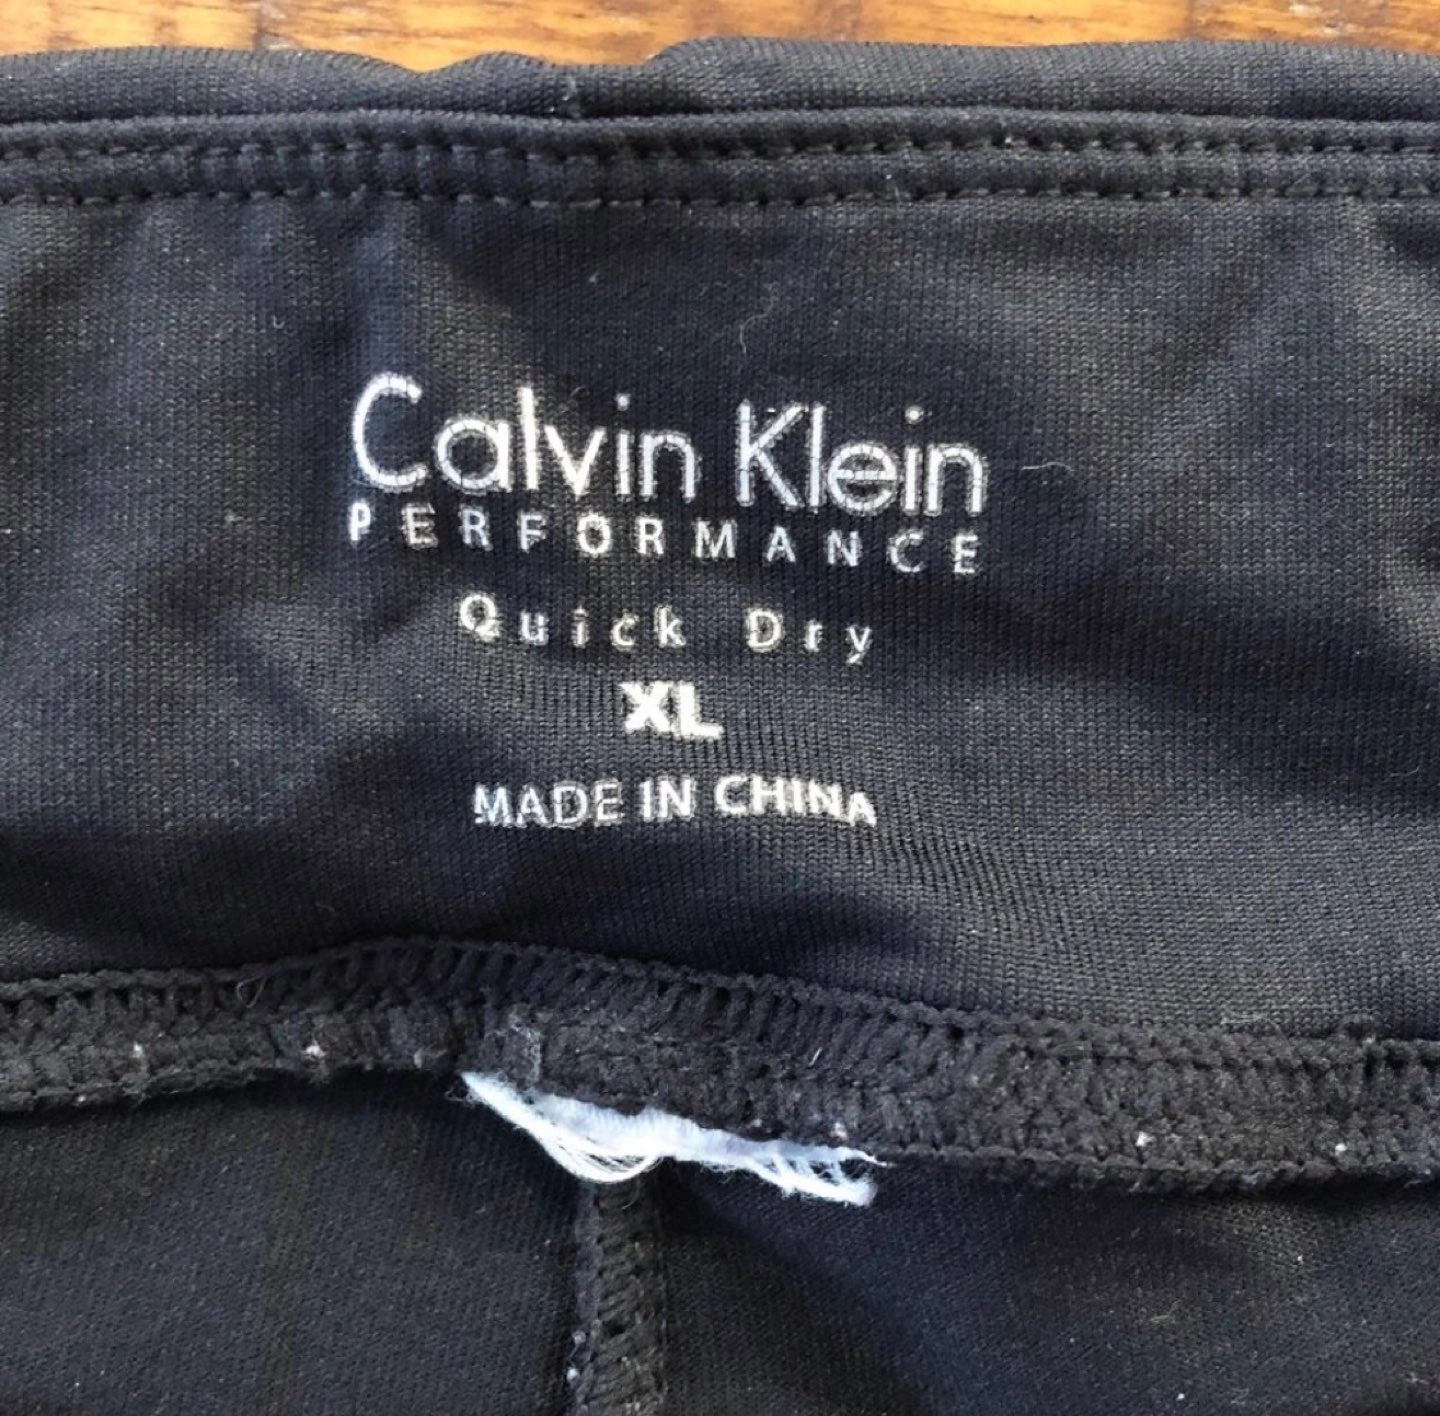 Calvin Klein
PERFORMANCE
Quick Dry
XL
MADE IN CHINA